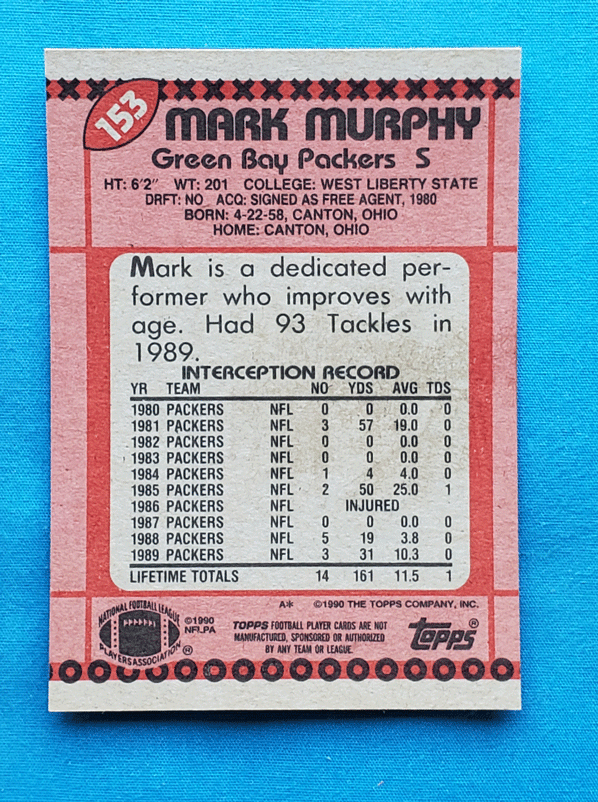 153
MARK MURPHY
Green Bay Packers S
HT: 6'2" WT: 201 COLLEGE: WEST LIBERTY STATE
DRFT: NO ACQ: SIGNED AS FREE AGENT, 1980
BORN: 4-22-58, CANTON, OHIO
HOME: CANTON, OHIO
Mark is a dedicated per-
former who improves with
age. Had 93 Tackles in
1989.
INTERCEPTION RECORD
YR TEAM NO YDS AVG TDS
1980 PACKERS NFL 0 0 0.0 0
1981 PACKERS NFL 3 57 19.0 0
1982 PACKERS NFL 0 0 0.0 0
1983 PACKERS NFL 0 0 0.0 0
1984 PACKERS NFL 1 4 4.0 0
1985 PACKERS NFL 2 50 25.0 1
1986 PACKERS NFL INJURED
1987 PACKERS NFL 0 0 0.0 0
1988 PACKERS NFL 5 19 3.8 0
1989 PACKERS NFL 3 31 10.3 0
LIFETIME TOTALS 14 161 11.5 1
A* ©1990 THE TOPPS COMPANY, INC.
NATIONAL FOOTBALL LEAGUE
PLAYERS ASSOCIATION ®
©1990
NFLPA
TOPPS FOOTBALL PLAYER CARDS ARE NOT
MANUFACTURED, SPONSORED OR AUTHORIZED
BY ANY TEAM OR LEAGUE.
Topps®